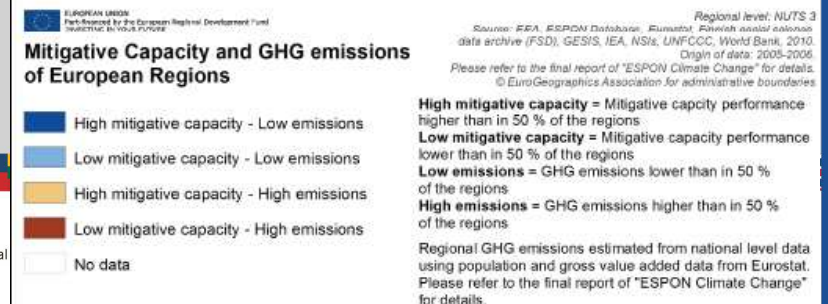 EUROPEAN UNION
Part-financed by the European Regional Development Fund
INVESTING IN YOUR FUTURE
Mitigative Capacity and GHG emissions
of European Regions
High mitigative capacity - Low emissions
Low mitigative capacity - Low emissions
High mitigative capacity - High emissions
Low mitigative capacity - High emissions
No data
Regional level: NUTS 3
Source: EEA, ESPON Database, Eurostat, Finnish social science
data archive (FSD), GESIS, IEA, NSIs, UNFCCC, World Bank, 2010.
Origin of data: 2005-2006.
Please refer to the final report of "ESPON Climate Change" for details.
© EuroGeographics Association for administrative boundaries
High mitigative capacity = Mitigative capcity performance
higher than in 50 % of the regions
Low mitigative capacity = Mitigative capacity performance
lower than in 50 % of the regions
Low emissions = GHG emissions lower than in 50 %
of the regions
High emissions = GHG emissions higher than in 50 %
of the regions
Regional GHG emissions estimated from national level data
using population and gross value added data from Eurostat.
Please refer to the final report of "ESPON Climate Change"
for details.
al